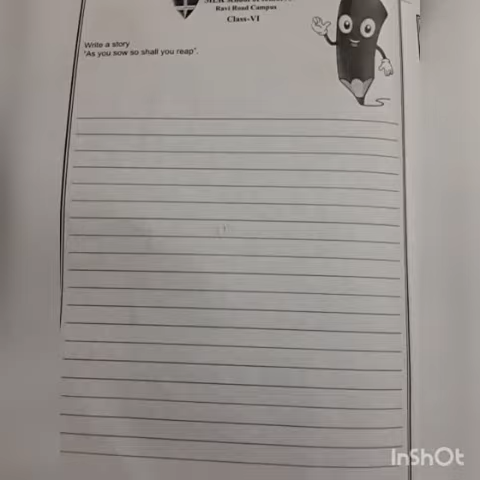 Ravi Road Campus
Class-VI
Write a story
"As you sow so shall you reap".
InShOt